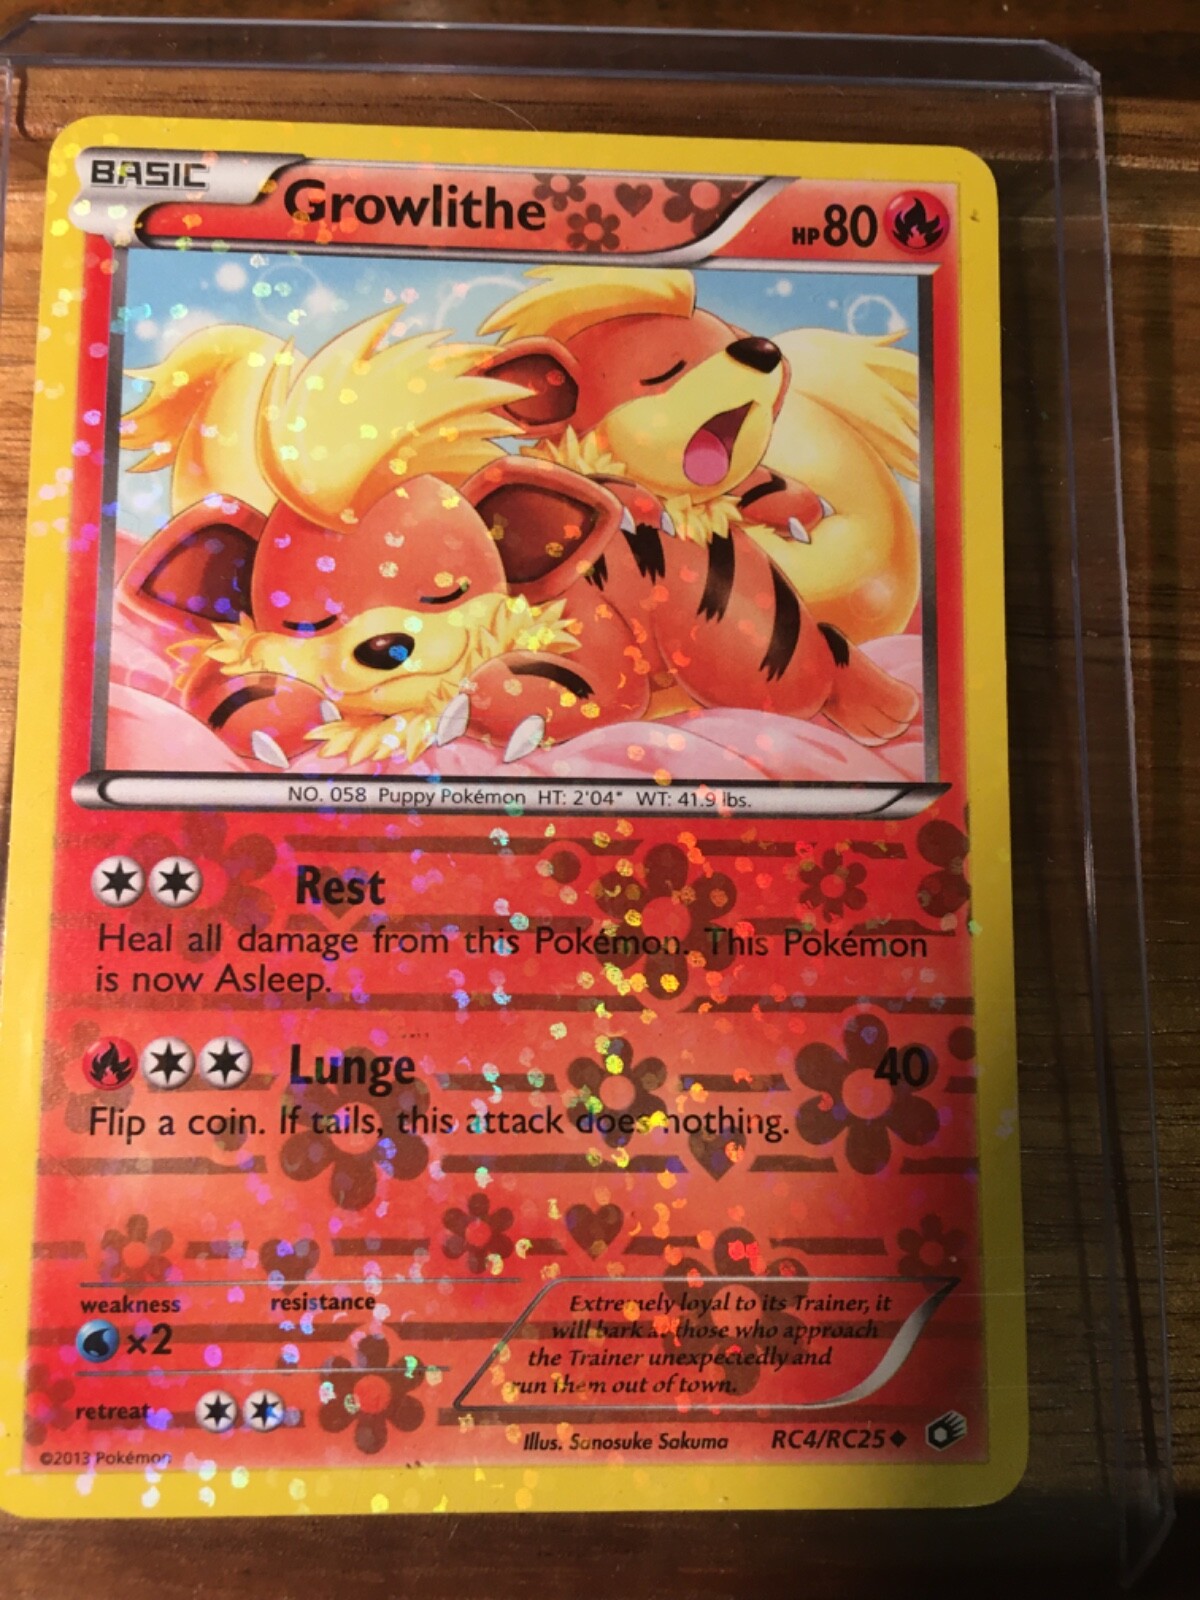 BASIC
Growlithe
HP80
NO. 058 Puppy Pokémon HT: 2'04" WT: 41.9 lbs.
Rest
Heal all damage from this Pokémon. This Pokémon
is now Asleep.
Lunge 40
Flip a coin. If tails, this attack does nothing.
weakness resistance
×2
Extremely loyal to its Trainer, it
will bark at those who approach
the Trainer unexpectedly and
run them out of town.
retreat
Illus. Sanosuke Sakuma RC4/RC25
©2013 Pokémon